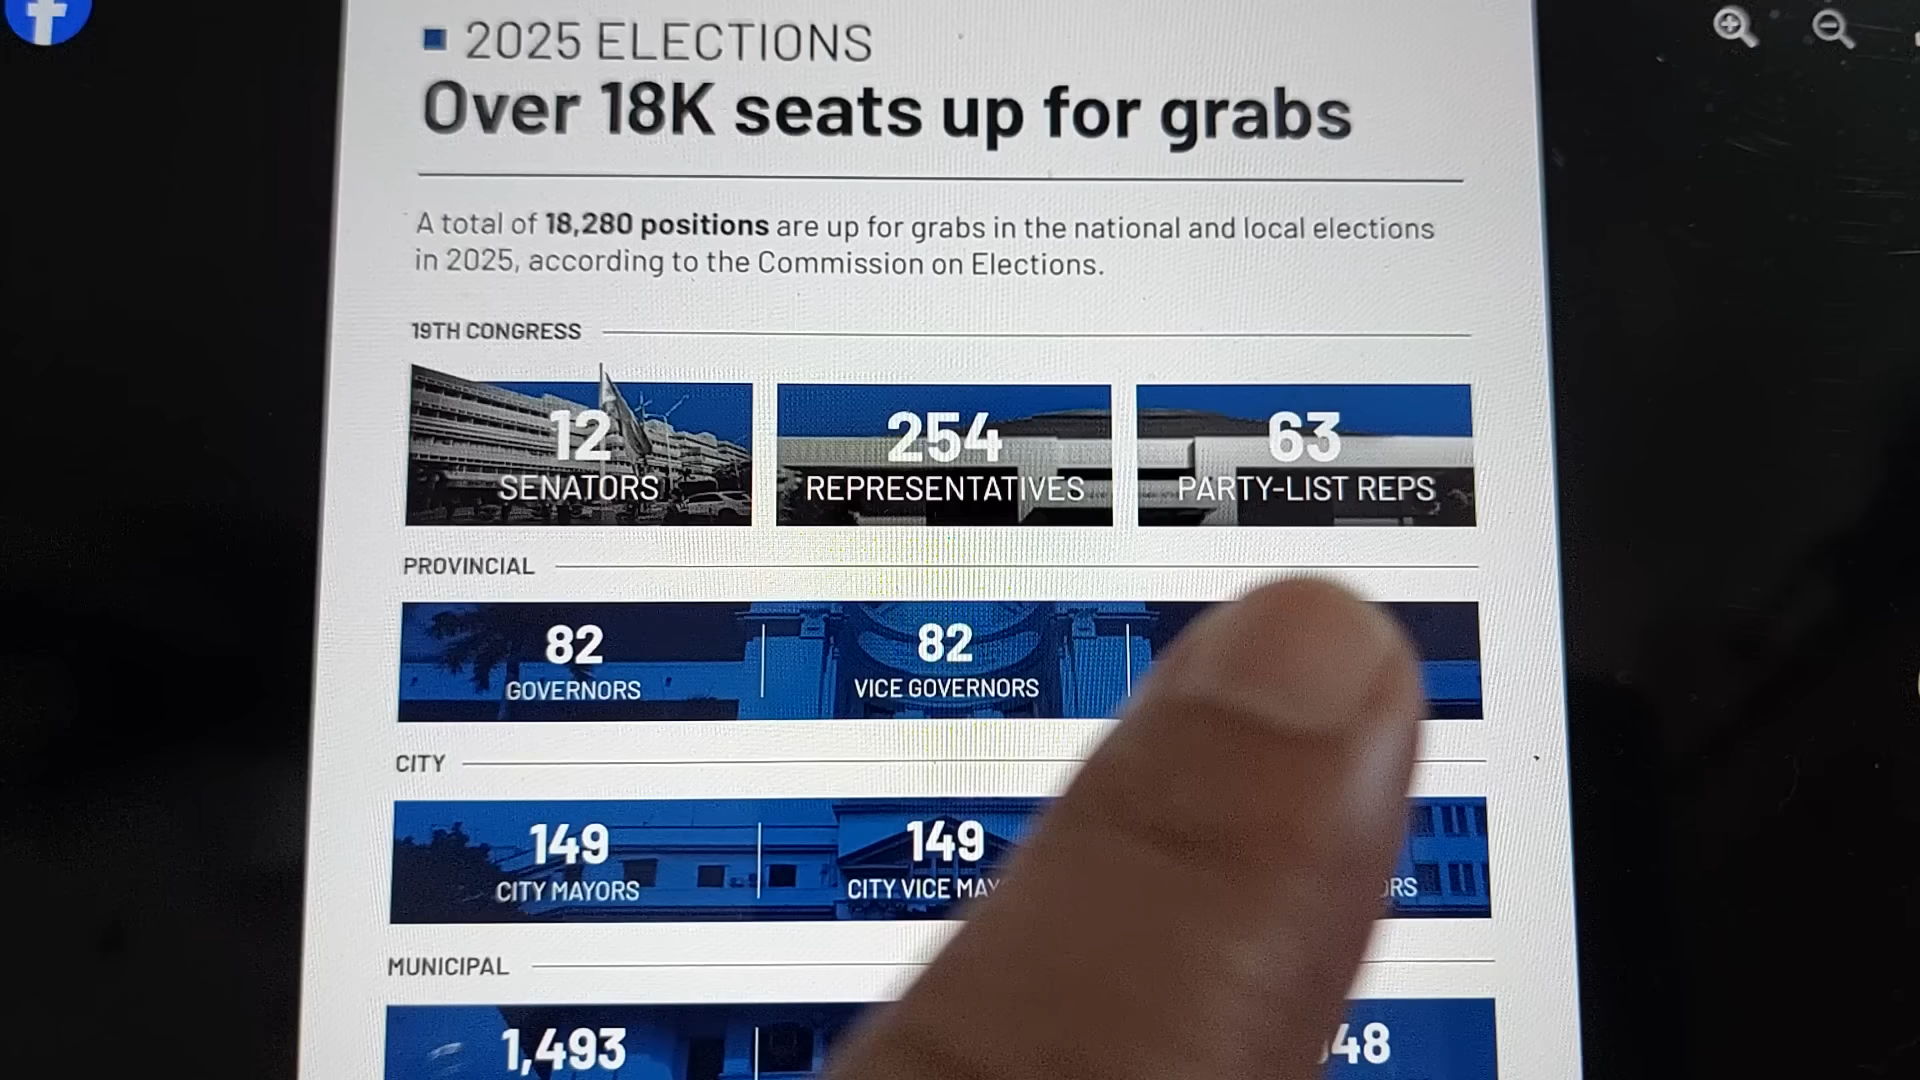 2025 ELECTIONS
Over 18K seats up for grabs
A total of 18,280 positions are up for grabs in the national and local elections
in 2025, according to the Commission on Elections.
19TH CONGRESS
12
SENATORS
254
REPRESENTATIVES
63
PARTY-LIST REPS
PROVINCIAL
82
GOVERNORS
82
VICE GOVERNORS
CITY
149
CITY MAYORS
149
CITY VICE
MUNICIPAL
1,493